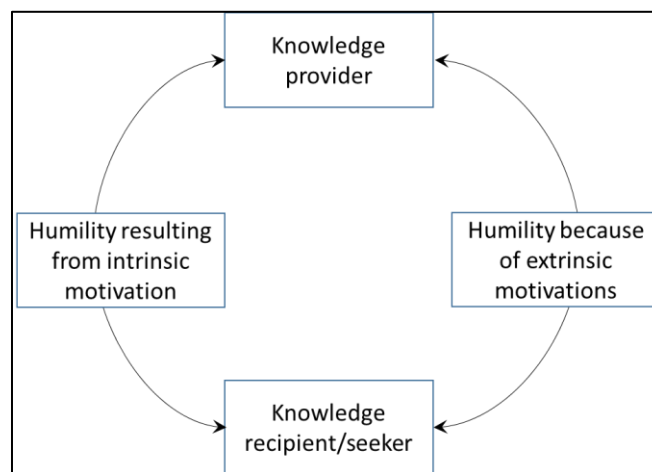 Knowledge
provider
Humility resulting
from intrinsic
motivation
Humility because
of extrinsic
motivations
Knowledge
recipient/seeker